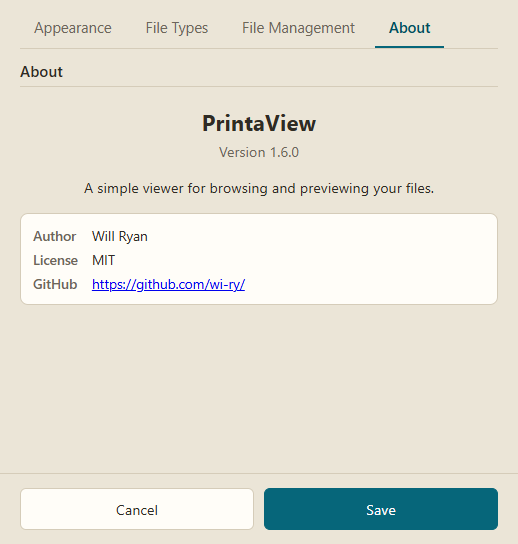 Appearance File Types File Management About
About
PrintaView
Version 1.6.0
A simple viewer for browsing and previewing your files.
Author Will Ryan
License MIT
GitHub https://github.com/wi-ry/
Cancel Save